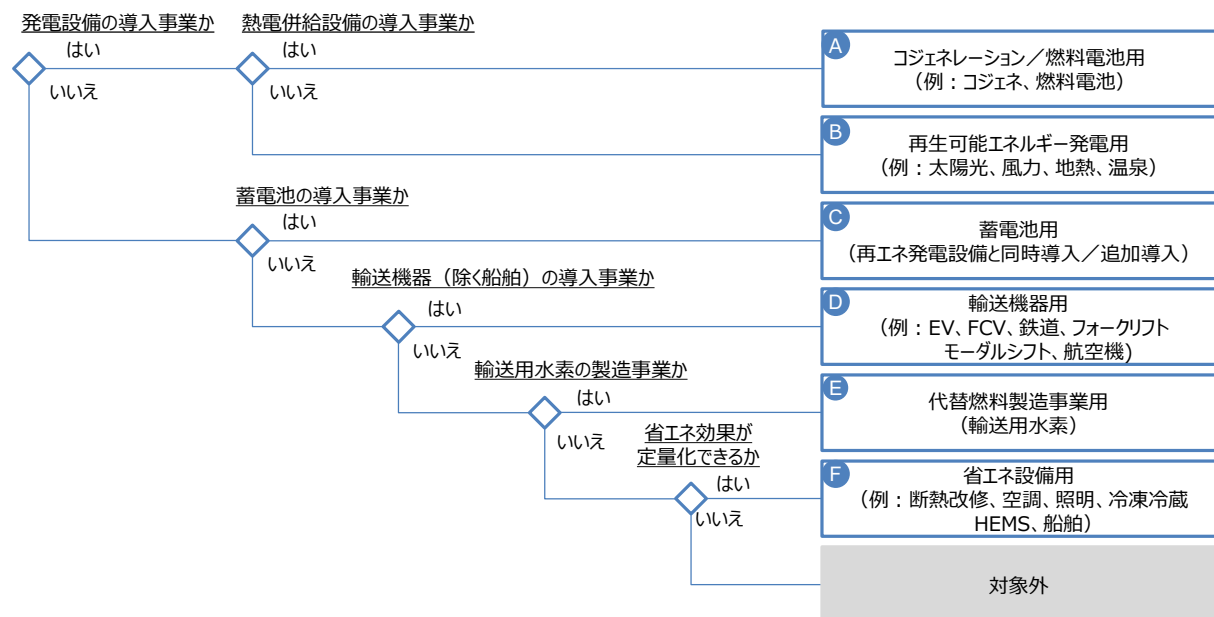 発電設備の導入事業か
熱電併給設備の導入事業か
はい
はい
いいえ
いいえ
A
コジェネレーション／燃料電池用
（例：コジェネ、燃料電池）
B
再生可能エネルギー発電用
（例：太陽光、風力、地熱、温泉）
蓄電池の導入事業か
はい
いいえ
C
蓄電池用
（再エネ発電設備と同時導入／追加導入）
輸送機器（除く船舶）の導入事業か
はい
いいえ
D
輸送機器用
（例：EV、FCV、鉄道、フォークリフト
モーダルシフト、航空機)
輸送用水素の製造事業か
はい
いいえ
E
代替燃料製造事業用
（輸送用水素）
省エネ効果が
定量化できるか
はい
いいえ
F
省エネ設備用
（例：断熱改修、空調、照明、冷凍冷蔵
HEMS、船舶）
対象外